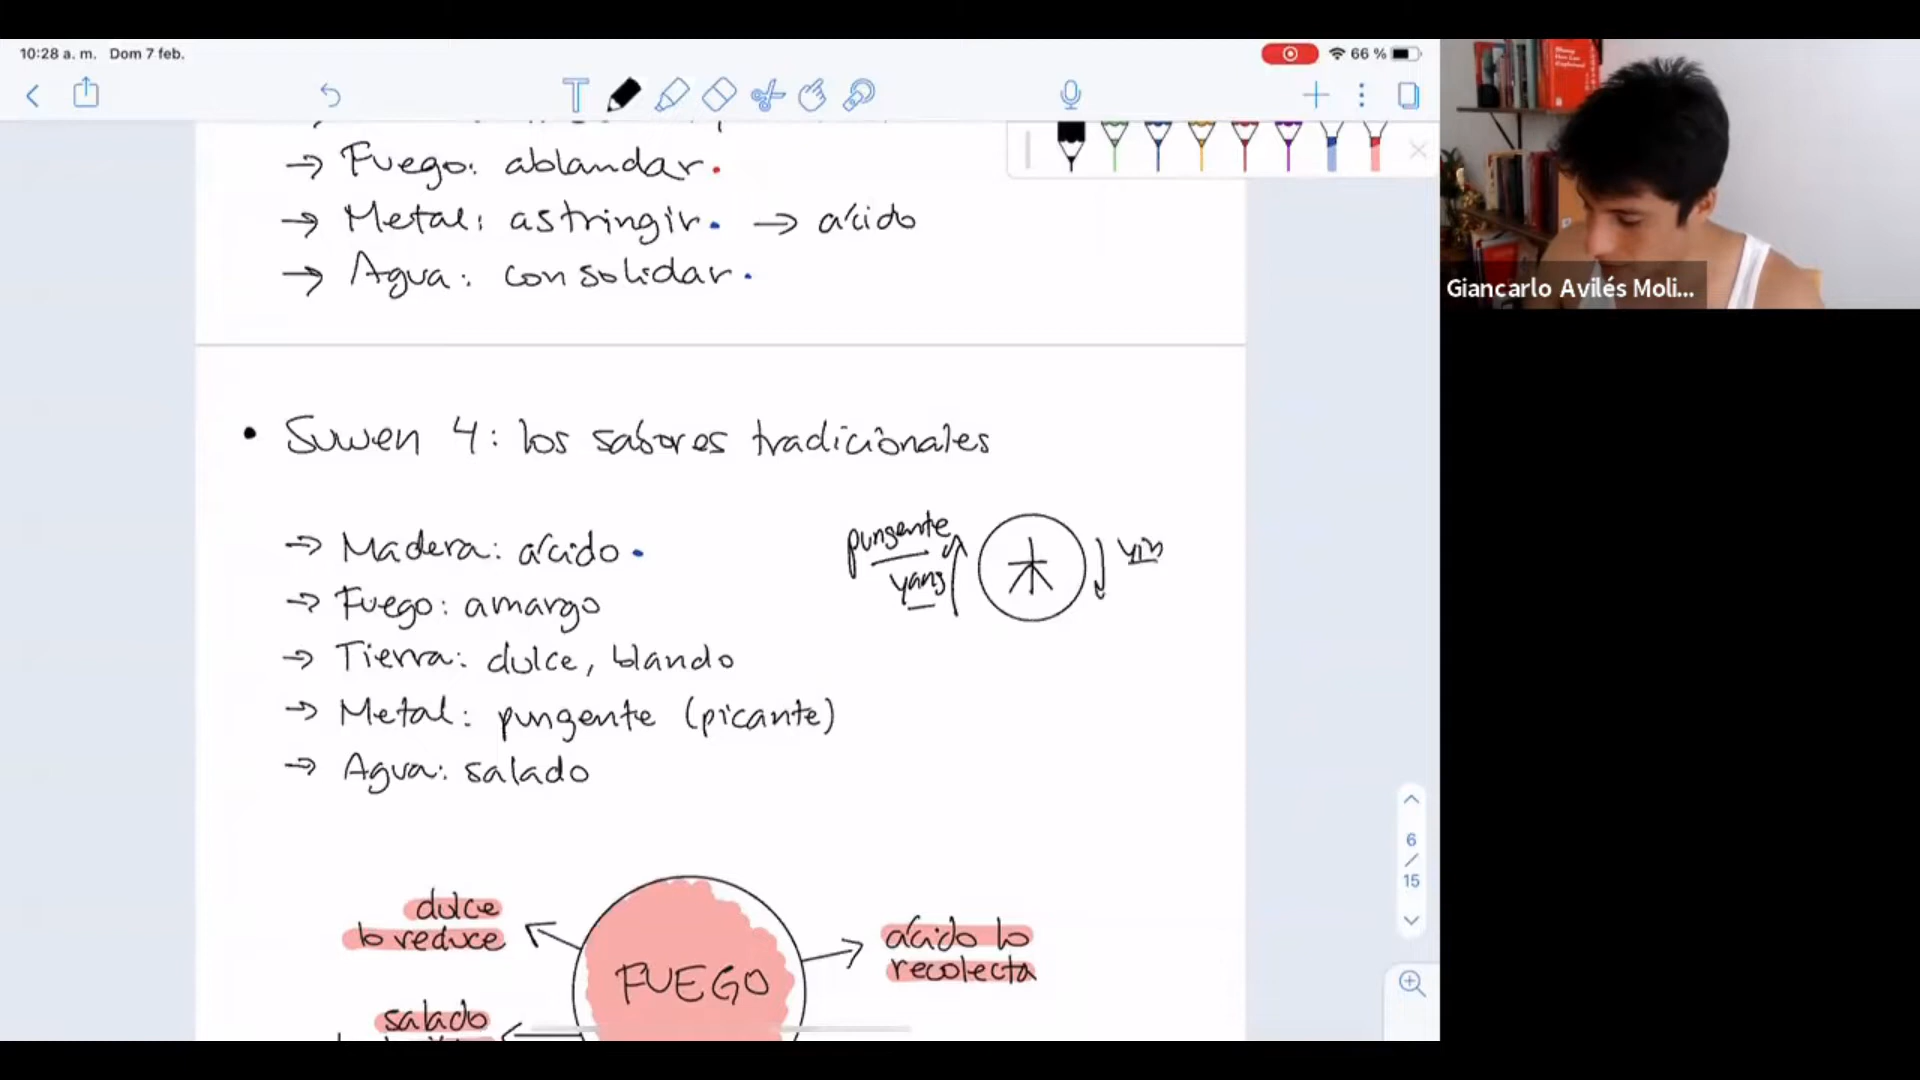 10:28 a. m. Dom 7 feb.
66 %
→ Fuego: ablandar.
→ Metal: astringir. → ácido
→ Agua: consolidar.
Giancarlo Avilés Moli...
• Suwen 4: los sabores tradicionales
→ Madera: ácido.
→ Fuego: amargo
→ Tierra: dulce, blando
→ Metal: pungente (picante)
→ Agua: salado
pungente
yang
木
yin
6
/
15
dulce
lo reduce
FUEGO
ácido lo
recolecta
salado